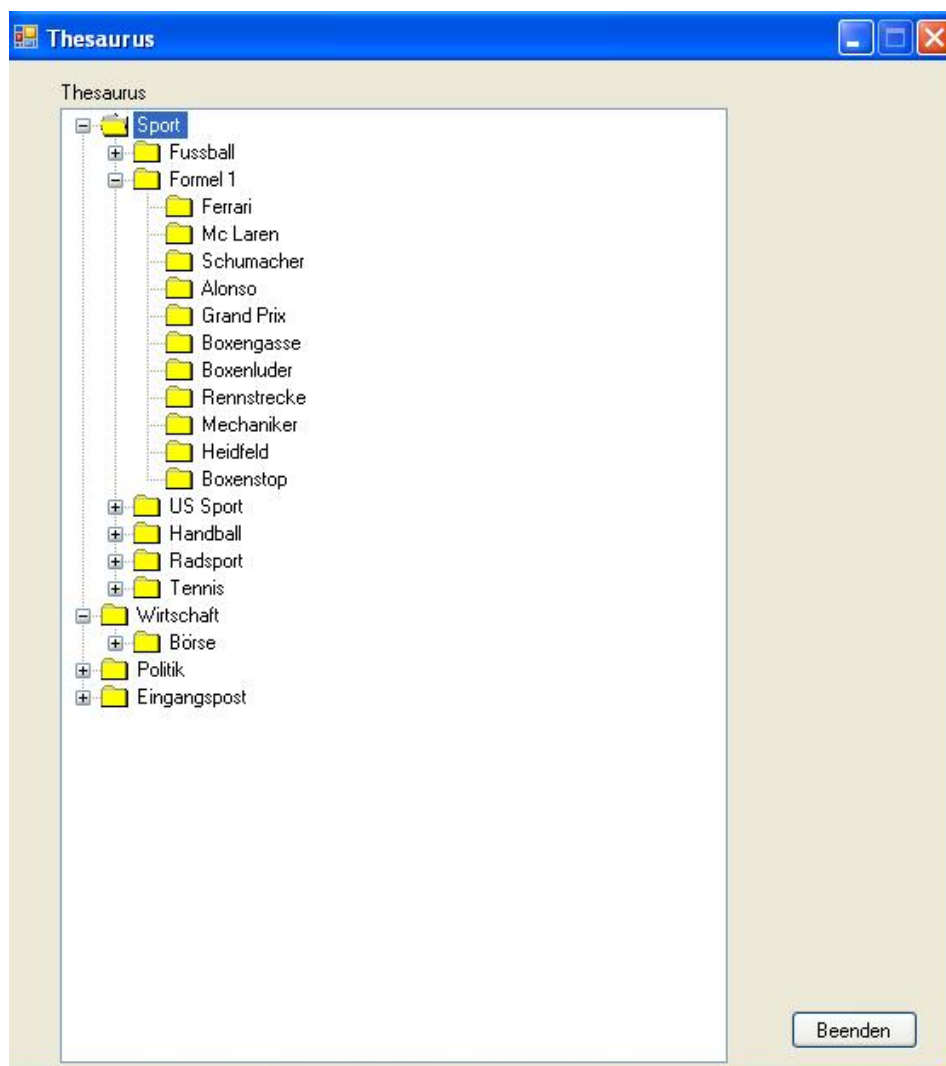 Thesaurus
Thesaurus
Sport
Fussball
Formel 1
Ferrari
Mc Laren
Schumacher
Alonso
Grand Prix
Boxengasse
Boxenluder
Rennstrecke
Mechaniker
Heidfeld
Boxenstop
US Sport
Handball
Radsport
Tennis
Wirtschaft
Börse
Politik
Eingangspost
Beenden